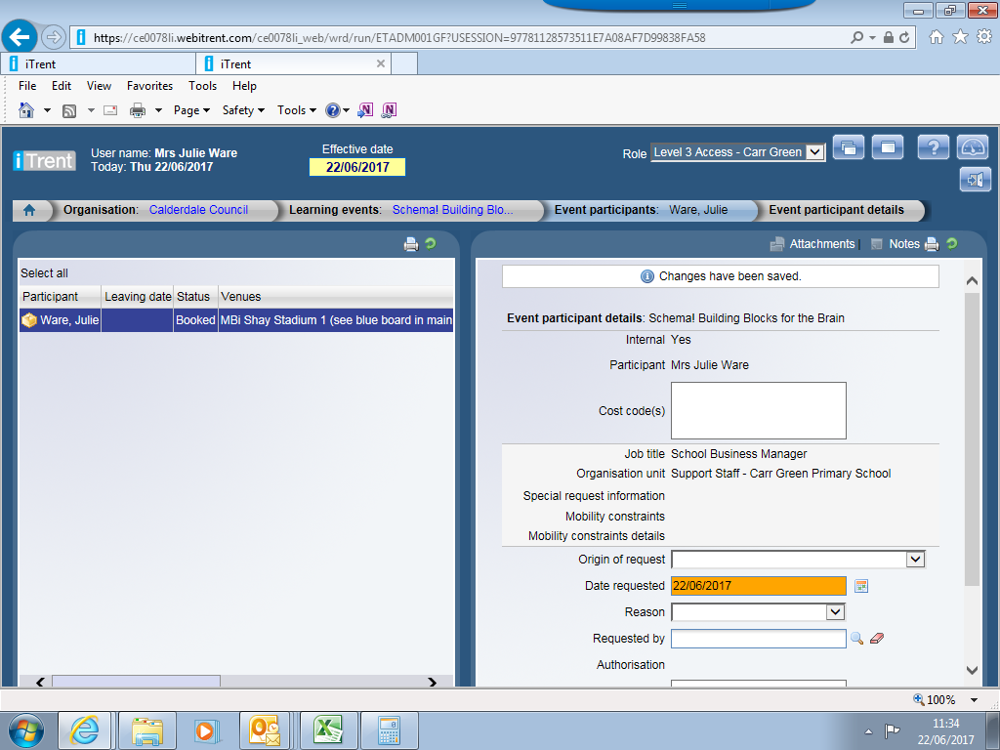 https://ce0078li.webitrent.com/ce0078li_web/wrd/run/ETADM001GF?USESSION=97781128573511E7A08AF7D99838FA58
iTrent
iTrent
File Edit View Favorites Tools Help
Page Safety Tools
iTrent
User name: Mrs Julie Ware
Today: Thu 22/06/2017
Effective date
22/06/2017
Role Level 3 Access - Carr Green
Organisation: Calderdale Council
Learning events: Schema! Building Blo...
Event participants: Ware, Julie
Event participant details
Attachments | Notes
Select all
Participant Leaving date Status Venues
Ware, Julie Booked MBi Shay Stadium 1 (see blue board in main
Changes have been saved.
Event participant details: Schema! Building Blocks for the Brain
Internal Yes
Participant Mrs Julie Ware
Cost code(s)
Job title School Business Manager
Organisation unit Support Staff - Carr Green Primary School
Special request information
Mobility constraints
Mobility constraints details
Origin of request
Date requested 22/06/2017
Reason
Requested by
Authorisation
100%
11:34
22/06/2017